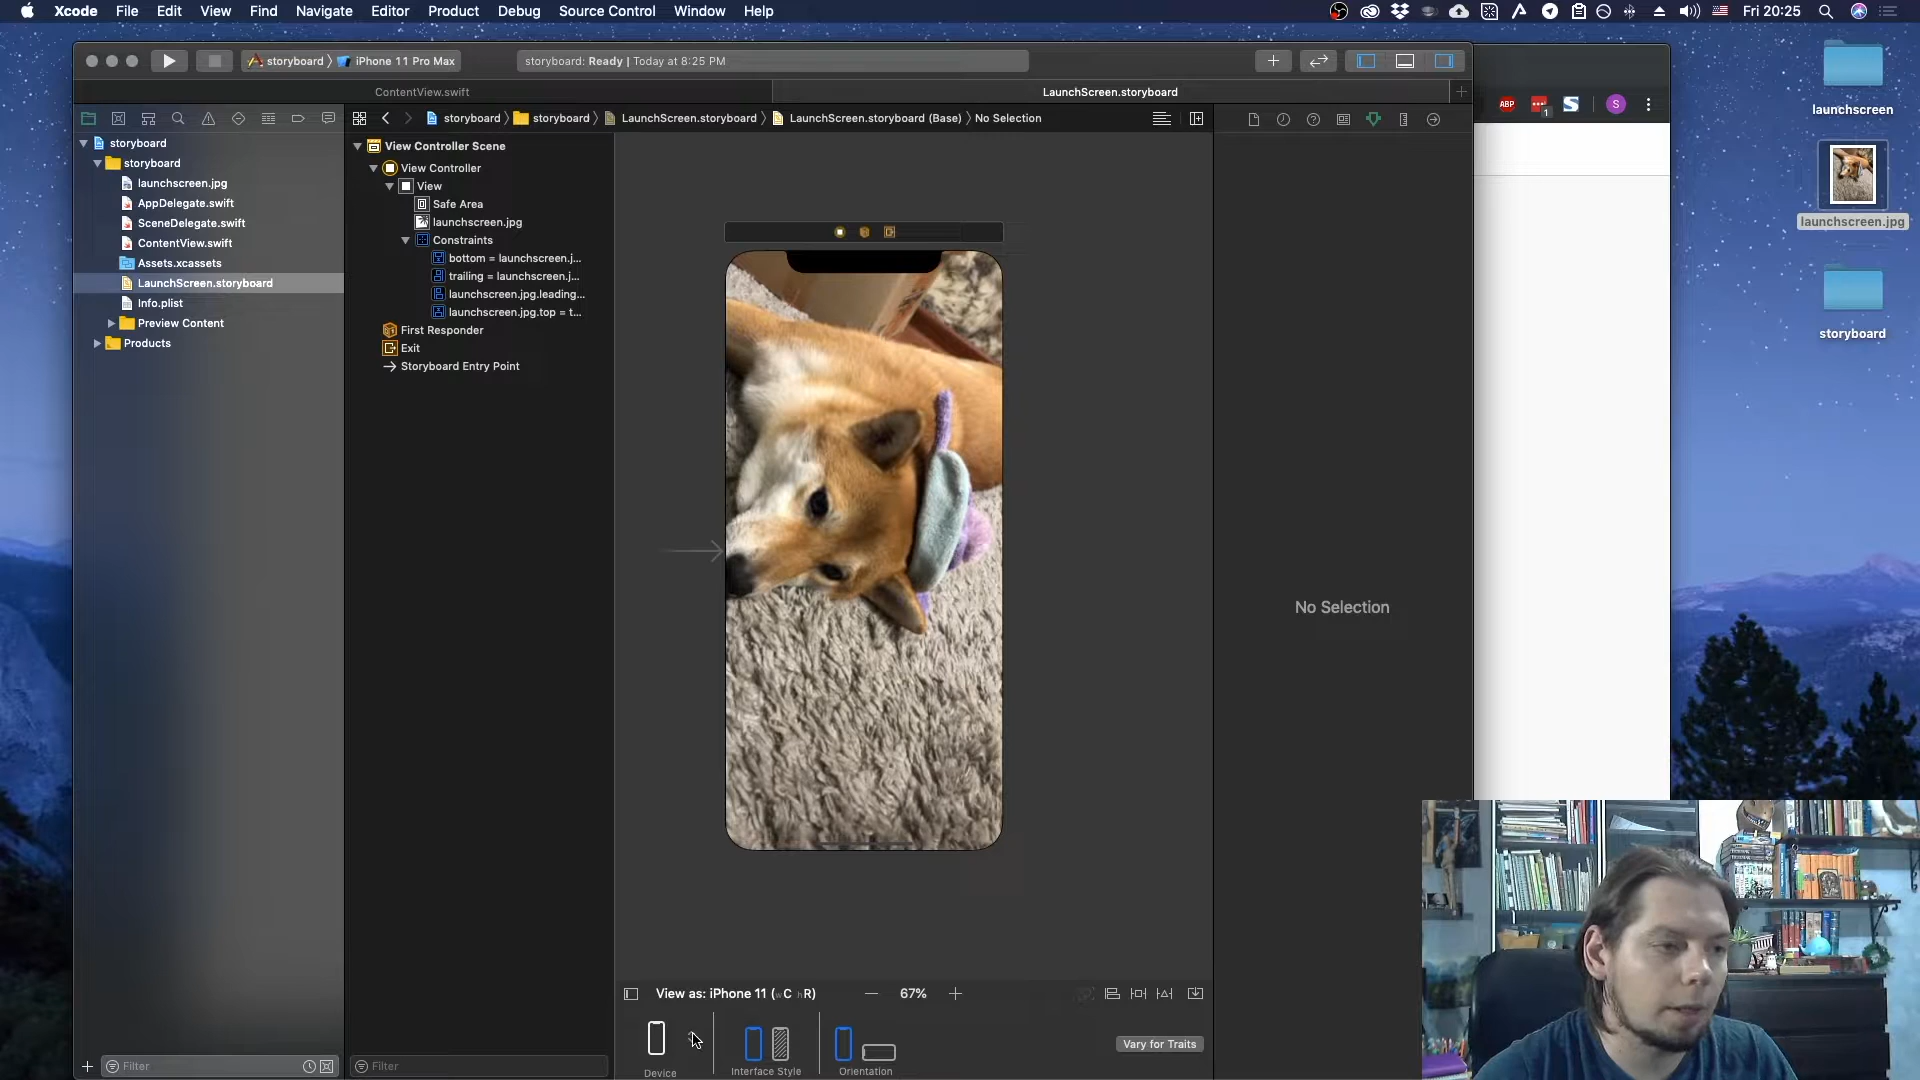 Xcode File Edit View Find Navigate Editor Product Debug Source Control Window Help
Fri 20:25
storyboard iPhone 11 Pro Max
storyboard: Ready | Today at 8:25 PM
ContentView.swift
LaunchScreen.storyboard
ABP
1
S
storyboard storyboard LaunchScreen.storyboard LaunchScreen.storyboard (Base) No Selection
storyboard
storyboard
launchscreen.jpg
AppDelegate.swift
SceneDelegate.swift
ContentView.swift
Assets.xcassets
LaunchScreen.storyboard
Info.plist
Preview Content
Products
View Controller Scene
View Controller
View
Safe Area
launchscreen.jpg
Constraints
bottom = launchscreen.j...
trailing = launchscreen.j...
launchscreen.jpg.leading...
launchscreen.jpg.top = t...
First Responder
Exit
Storyboard Entry Point
No Selection
launchscreen
launchscreen.jpg
storyboard
View as: iPhone 11 (wC hR)
67%
Device
Interface Style
Orientation
Vary for Traits
Filter
Filter